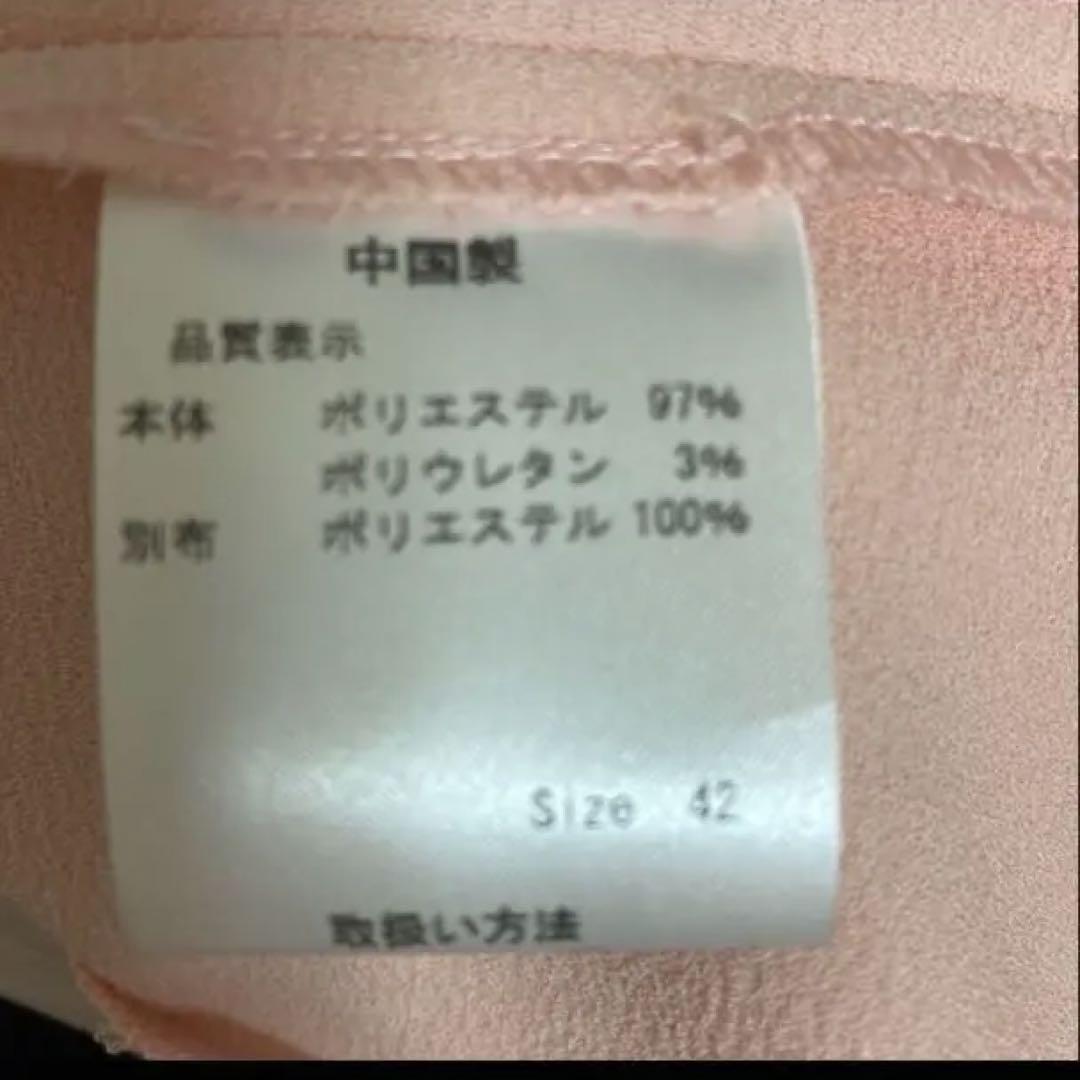 中国製
品質表示
本体 ポリエステル 97%
ポリウレタン 3%
別布 ポリエステル 100%
Size 42
取扱い方法